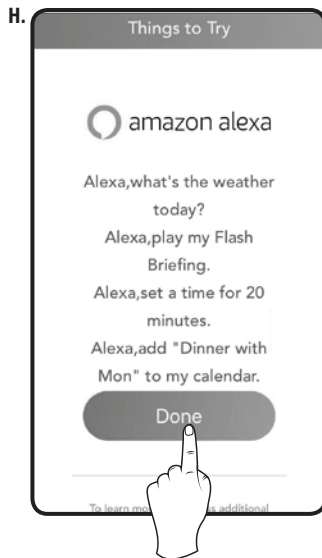 H.
Things to Try
amazon alexa
Alexa,what's the weather
today?
Alexa,play my Flash
Briefing.
Alexa,set a time for 20
minutes.
Alexa,add "Dinner with
Mon" to my calendar.
Done
To learn additional